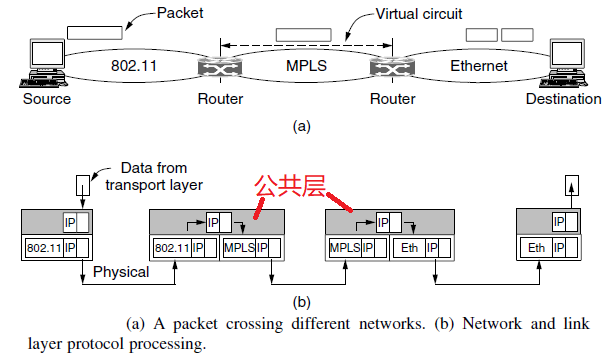 Packet
Virtual circuit
802.11
MPLS
Ethernet
Source
Router
Router
Destination
(a)
Data from
transport layer
公共层
IP
IP
IP
IP
802.11 IP
802.11 IP
MPLS IP
MPLS IP
Eth IP
Eth IP
Physical
(b)
(a) A packet crossing different networks. (b) Network and link
layer protocol processing.